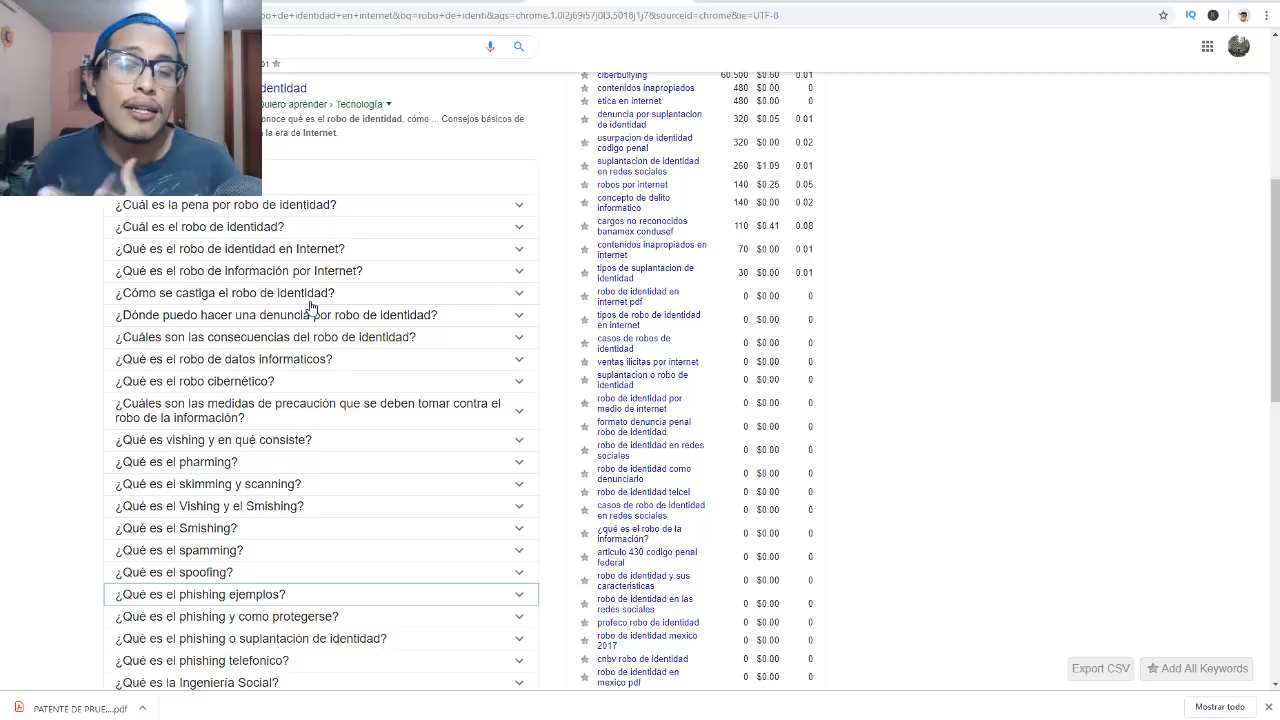 bo+de+identidad+en+internet&oq=robo+de+identi&aqs=chrome.1.0l2j69i57j0l3.5018j1j7&sourceid=chrome&ie=UTF-8
IQ
K
01
dentidad
Quiero aprender › Tecnología
onoce qué es el robo de identidad, cómo ... Consejos básicos de
la era de Internet.
¿Cuál es la pena por robo de identidad?
¿Cuál es el robo de identidad?
¿Qué es el robo de identidad en Internet?
¿Qué es el robo de información por Internet?
¿Cómo se castiga el robo de identidad?
¿Dónde puedo hacer una denuncia por robo de identidad?
¿Cuáles son las consecuencias del robo de identidad?
¿Qué es el robo de datos informaticos?
¿Qué es el robo cibernético?
¿Cuáles son las medidas de precaución que se deben tomar contra el
robo de la información?
¿Qué es vishing y en qué consiste?
¿Qué es el pharming?
¿Qué es el skimming y scanning?
¿Qué es el Vishing y el Smishing?
¿Qué es el Smishing?
¿Qué es el spamming?
¿Qué es el spoofing?
¿Qué es el phishing ejemplos?
¿Qué es el phishing y como protegerse?
¿Qué es el phishing o suplantación de identidad?
¿Qué es el phishing telefonico?
¿Qué es la Ingeniería Social?
ciberbullying 60,500 $0.60 0.01
contenidos inapropiados 480 $0.00 0
etica en internet 480 $0.00 0
denuncia por suplantacion
de identidad 320 $0.05 0.01
usurpacion de identidad
codigo penal 320 $0.00 0.02
suplantacion de identidad
en redes sociales 260 $1.09 0.01
robos por internet 140 $0.25 0.05
concepto de delito
informatico 140 $0.00 0.02
cargos no reconocidos
banamex condusef 110 $0.41 0.08
contenidos inapropiados en
internet 70 $0.00 0.01
tipos de suplantacion de
identidad 30 $0.00 0.01
robo de identidad en
internet pdf 0 $0.00 0
tipos de robo de identidad
en internet 0 $0.00 0
casos de robos de
identidad 0 $0.00 0
ventas ilicitas por internet 0 $0.00 0
suplantacion o robo de
identidad 0 $0.00 0
robo de identidad por
medio de internet 0 $0.00 0
formato denuncia penal
robo de identidad 0 $0.00 0
robo de identidad en redes
sociales 0 $0.00 0
robo de identidad como
denunciarlo 0 $0.00 0
robo de identidad telcel 0 $0.00 0
casos de robo de identidad
en redes sociales 0 $0.00 0
¿qué es el robo de la
información? 0 $0.00 0
articulo 430 codigo penal
federal 0 $0.00 0
robo de identidad y sus
caracteristicas 0 $0.00 0
robo de identidad en las
redes sociales 0 $0.00 0
profeco robo de identidad 0 $0.00 0
robo de identidad mexico
2017 0 $0.00 0
cnbv robo de identidad 0 $0.00 0
robo de identidad en
mexico pdf 0 $0.00 0
Export CSV
Add All Keywords
PATENTE DE PRUE....pdf
Mostrar todo